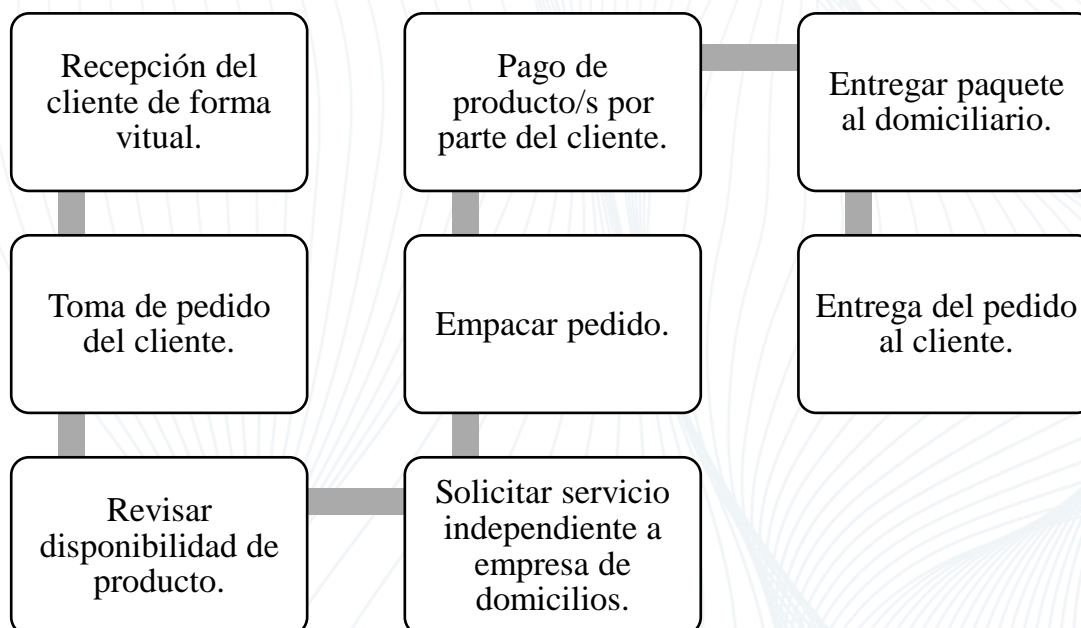 Recepción del
cliente de forma
vitual.
Toma de pedido
del cliente.
Revisar
disponibilidad de
producto.
Solicitar servicio
independiente a
empresa de
domicilios.
Empacar pedido.
Pago de
producto/s por
parte del cliente.
Entregar paquete
al domiciliario.
Entrega del pedido
al cliente.